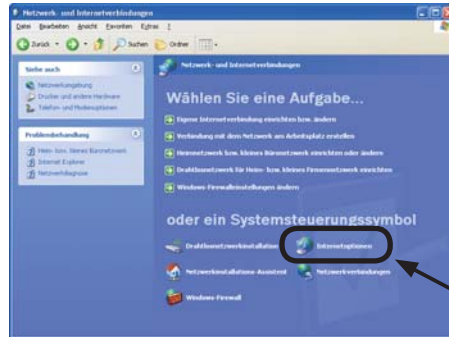 Netzwerk- und Internetverbindungen
Datei Bearbeiten Ansicht Favoriten Extras ?
Zurück Suchen Ordner
Siehe auch
Netzwerkumgebung
Drucker und andere Hardware
Telefon- und Modemoptionen
Problembehandlung
Heim- bzw. kleines Büronetzwerk
Internet Explorer
Netzwerkdiagnose
Netzwerk- und Internetverbindungen
Wählen Sie eine Aufgabe...
Eigene Internetverbindung einrichten bzw. ändern
Verbindung mit dem Netzwerk am Arbeitsplatz erstellen
Heimnetzwerk bzw. kleines Büronetzwerk einrichten oder ändern
Drahtlosnetzwerk für Heim- bzw. kleines Firmennetzwerk einrichten
Windows-Firewalleinstellungen ändern
oder ein Systemsteuerungssymbol
Drahtlosnetzwerkinstallation
Internetoptionen
Netzwerkinstallations-Assistent
Netzwerkverbindungen
Windows-Firewall